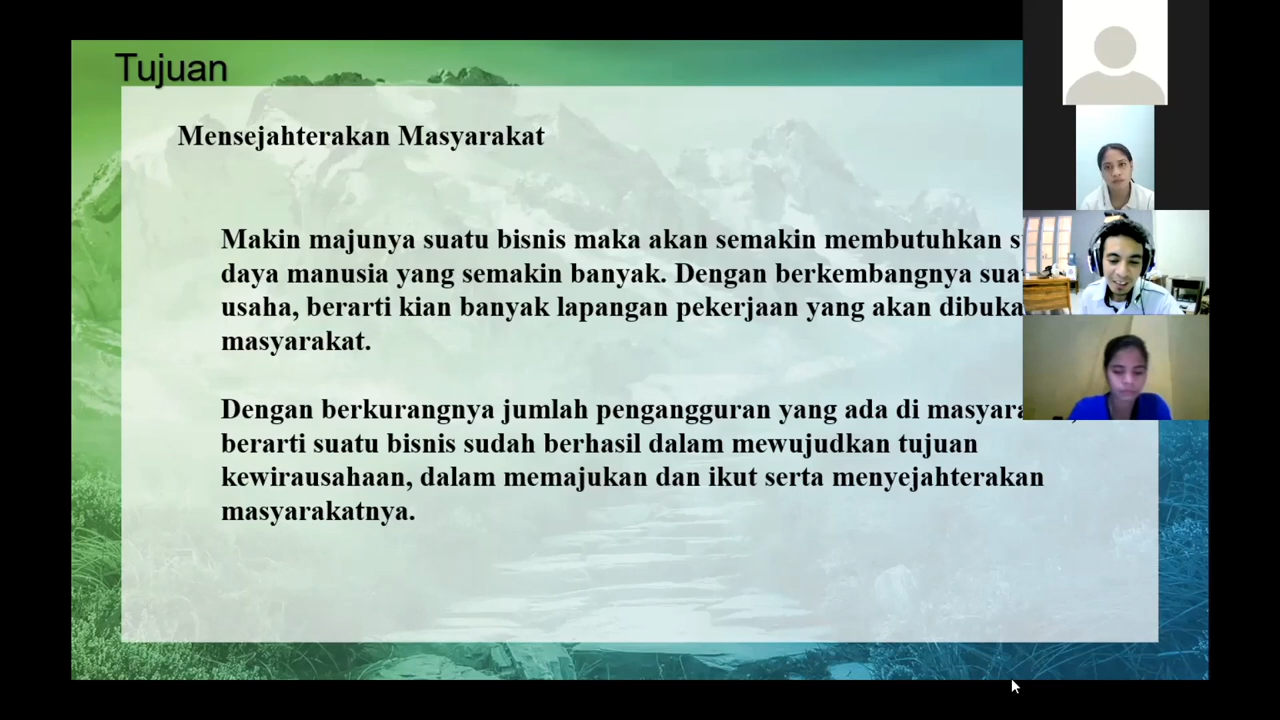 Tujuan
Mensejahterakan Masyarakat
Makin majunya suatu bisnis maka akan semakin membutuhkan
daya manusia yang semakin banyak. Dengan berkembangnya
usaha, berarti kian banyak lapangan pekerjaan yang akan dibuka
masyarakat.
Dengan berkurangnya jumlah pengangguran yang ada di
berarti suatu bisnis sudah berhasil dalam mewujudkan tujuan
kewirausahaan, dalam memajukan dan ikut serta menyejahterakan
masyarakatnya.